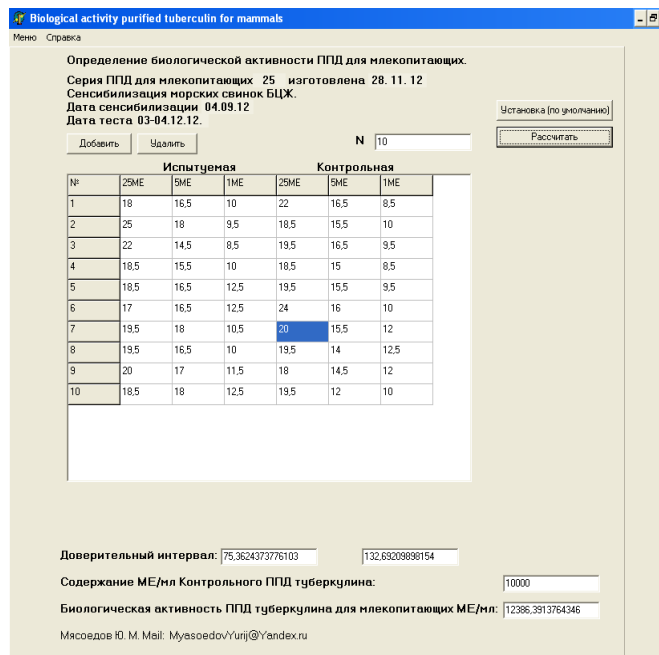 Biological activity purified tuberculin for mammals
Меню Справка
Определение биологической активности ППД для млекопитающих.
Серия ППД для млекопитающих 25 изготовлена 28. 11. 12
Сенсибилизация морских свинок БЦЖ.
Дата сенсибилизации 04.09.12
Дата теста 03-04.12.12.
Установка (по умолчанию)
Добавить Удалить N 10 Рассчитать
Испытуемая Контрольная
№ 25МЕ 5МЕ 1МЕ 25МЕ 5МЕ 1МЕ
1 18 16,5 10 22 16,5 8,5
2 25 18 9,5 18,5 15,5 10
3 22 14,5 8,5 19,5 16,5 9,5
4 18,5 15,5 10 18,5 15 8,5
5 18,5 16,5 12,5 19,5 15,5 9,5
6 17 16,5 12,5 24 16 10
7 19,5 18 10,5 20 15,5 12
8 19,5 16,5 10 19,5 14 12,5
9 20 17 11,5 18 14,5 12
10 18,5 18 12,5 19,5 12 10
Доверительный интервал: 75,3624373776103 132,69209898154
Содержание МЕ/мл Контрольного ППД туберкулина: 10000
Биологическая активность ППД туберкулина для млекопитающих МЕ/мл: 12386,3913764346
Мясоедов Ю. М. Mail: MyasoedovYurij@Yandex.ru